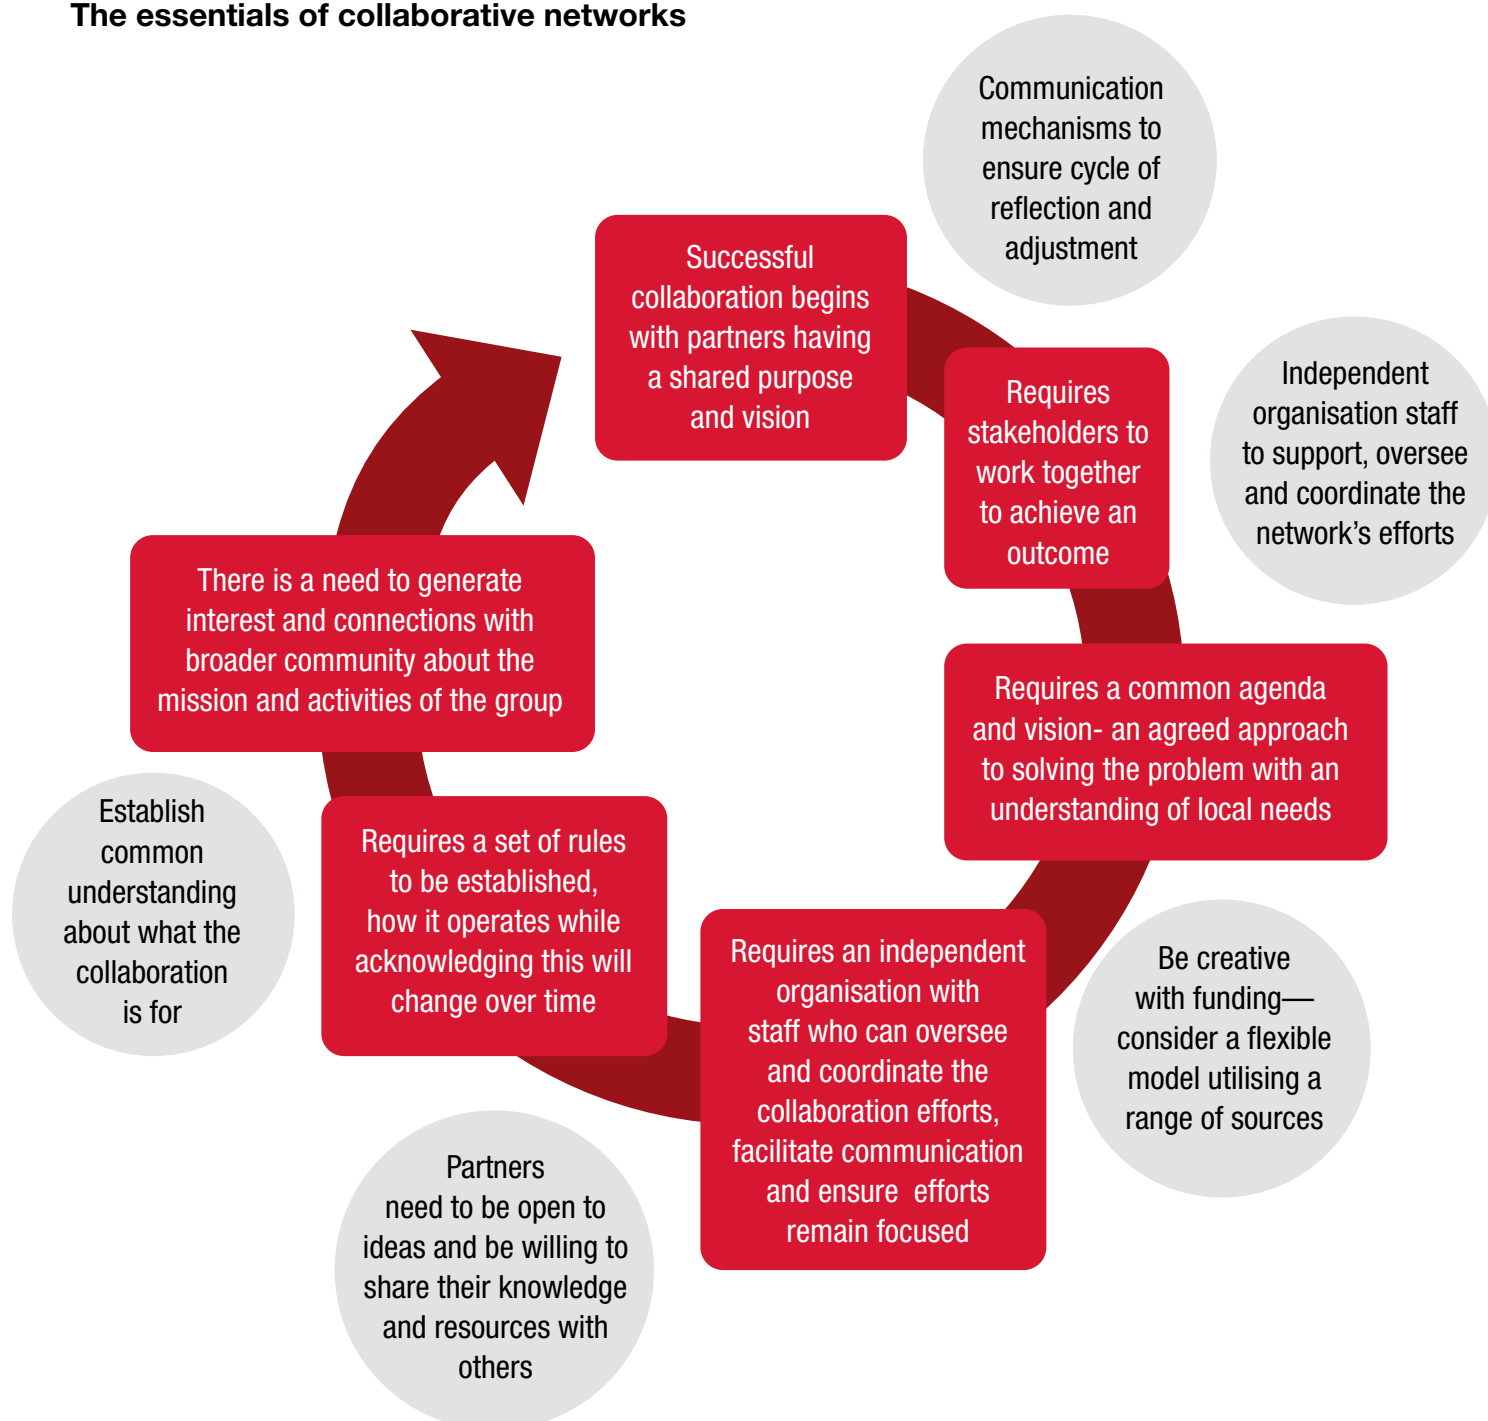 The essentials of collaborative networks
Communication
mechanisms to
ensure cycle of
reflection and
adjustment
Successful
collaboration begins
with partners having
a shared purpose
and vision
Requires
stakeholders to
work together
to achieve an
outcome
Independent
organisation staff
to support, oversee
and coordinate the
network’s efforts
Requires a common agenda
and vision- an agreed approach
to solving the problem with an
understanding of local needs
Be creative
with funding—
consider a flexible
model utilising a
range of sources
Requires an independent
organisation with
staff who can oversee
and coordinate the
collaboration efforts,
facilitate communication
and ensure  efforts
remain focused
Partners
need to be open to
ideas and be willing to
share their knowledge
and resources with
others
Requires a set of rules
to be established,
how it operates while
acknowledging this will
change over time
Establish
common
understanding
about what the
collaboration
is for
There is a need to generate
interest and connections with
broader community about the
mission and activities of the group